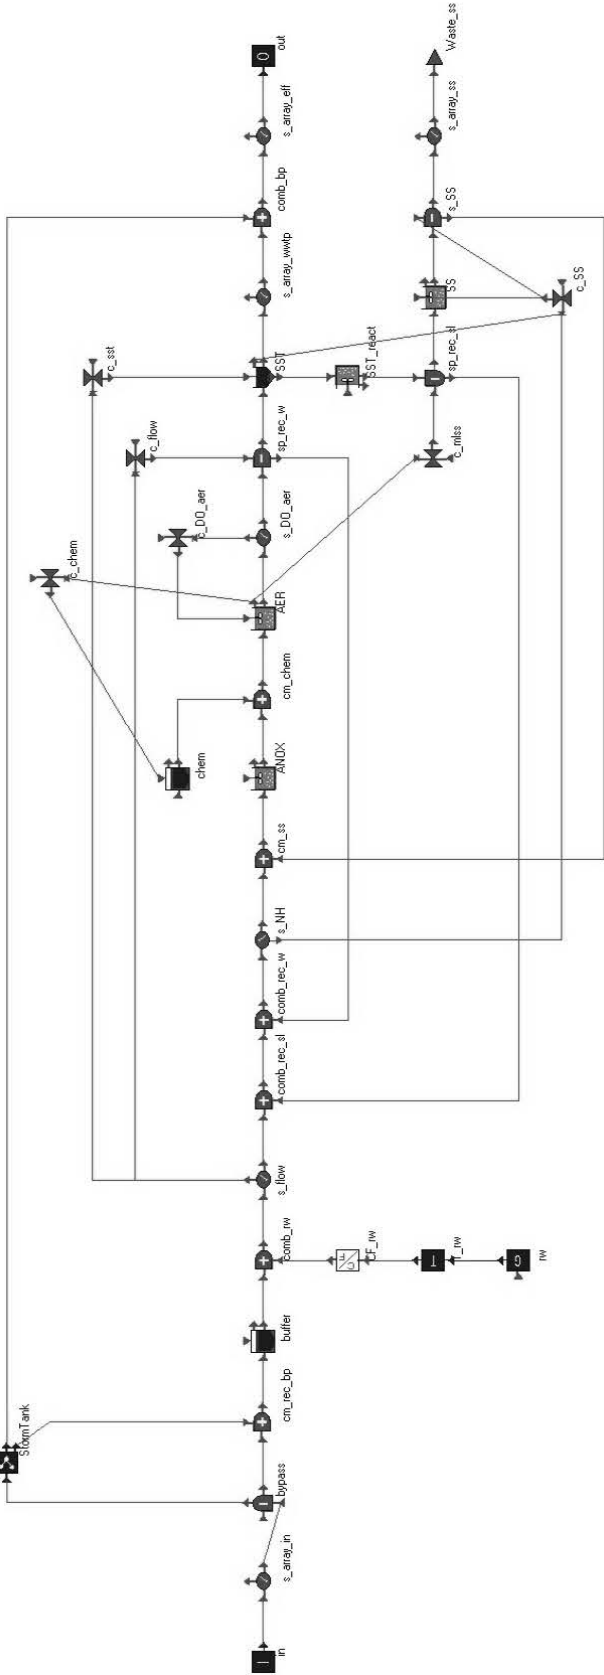 in
s_array_in
bypass
StormTank
cm_rec_bp
buffer
comb_rw
CF_rw
C/F
T_rw
T
rw
G
s_flow
comb_rec_sl
comb_rec_w
s_NH
cm_ss
ANOX
chem
cm_chem
c_chem
AER
c_DO_aer
s_DO_aer
c_flow
sp_rec_w
c_mlss
c_sst
SST
SST_react
sp_rec_sl
s_array_wwtp
SS
c_SS
comb_bp
s_SS
s_array_eff
s_array_ss
out
O
Waste_ss